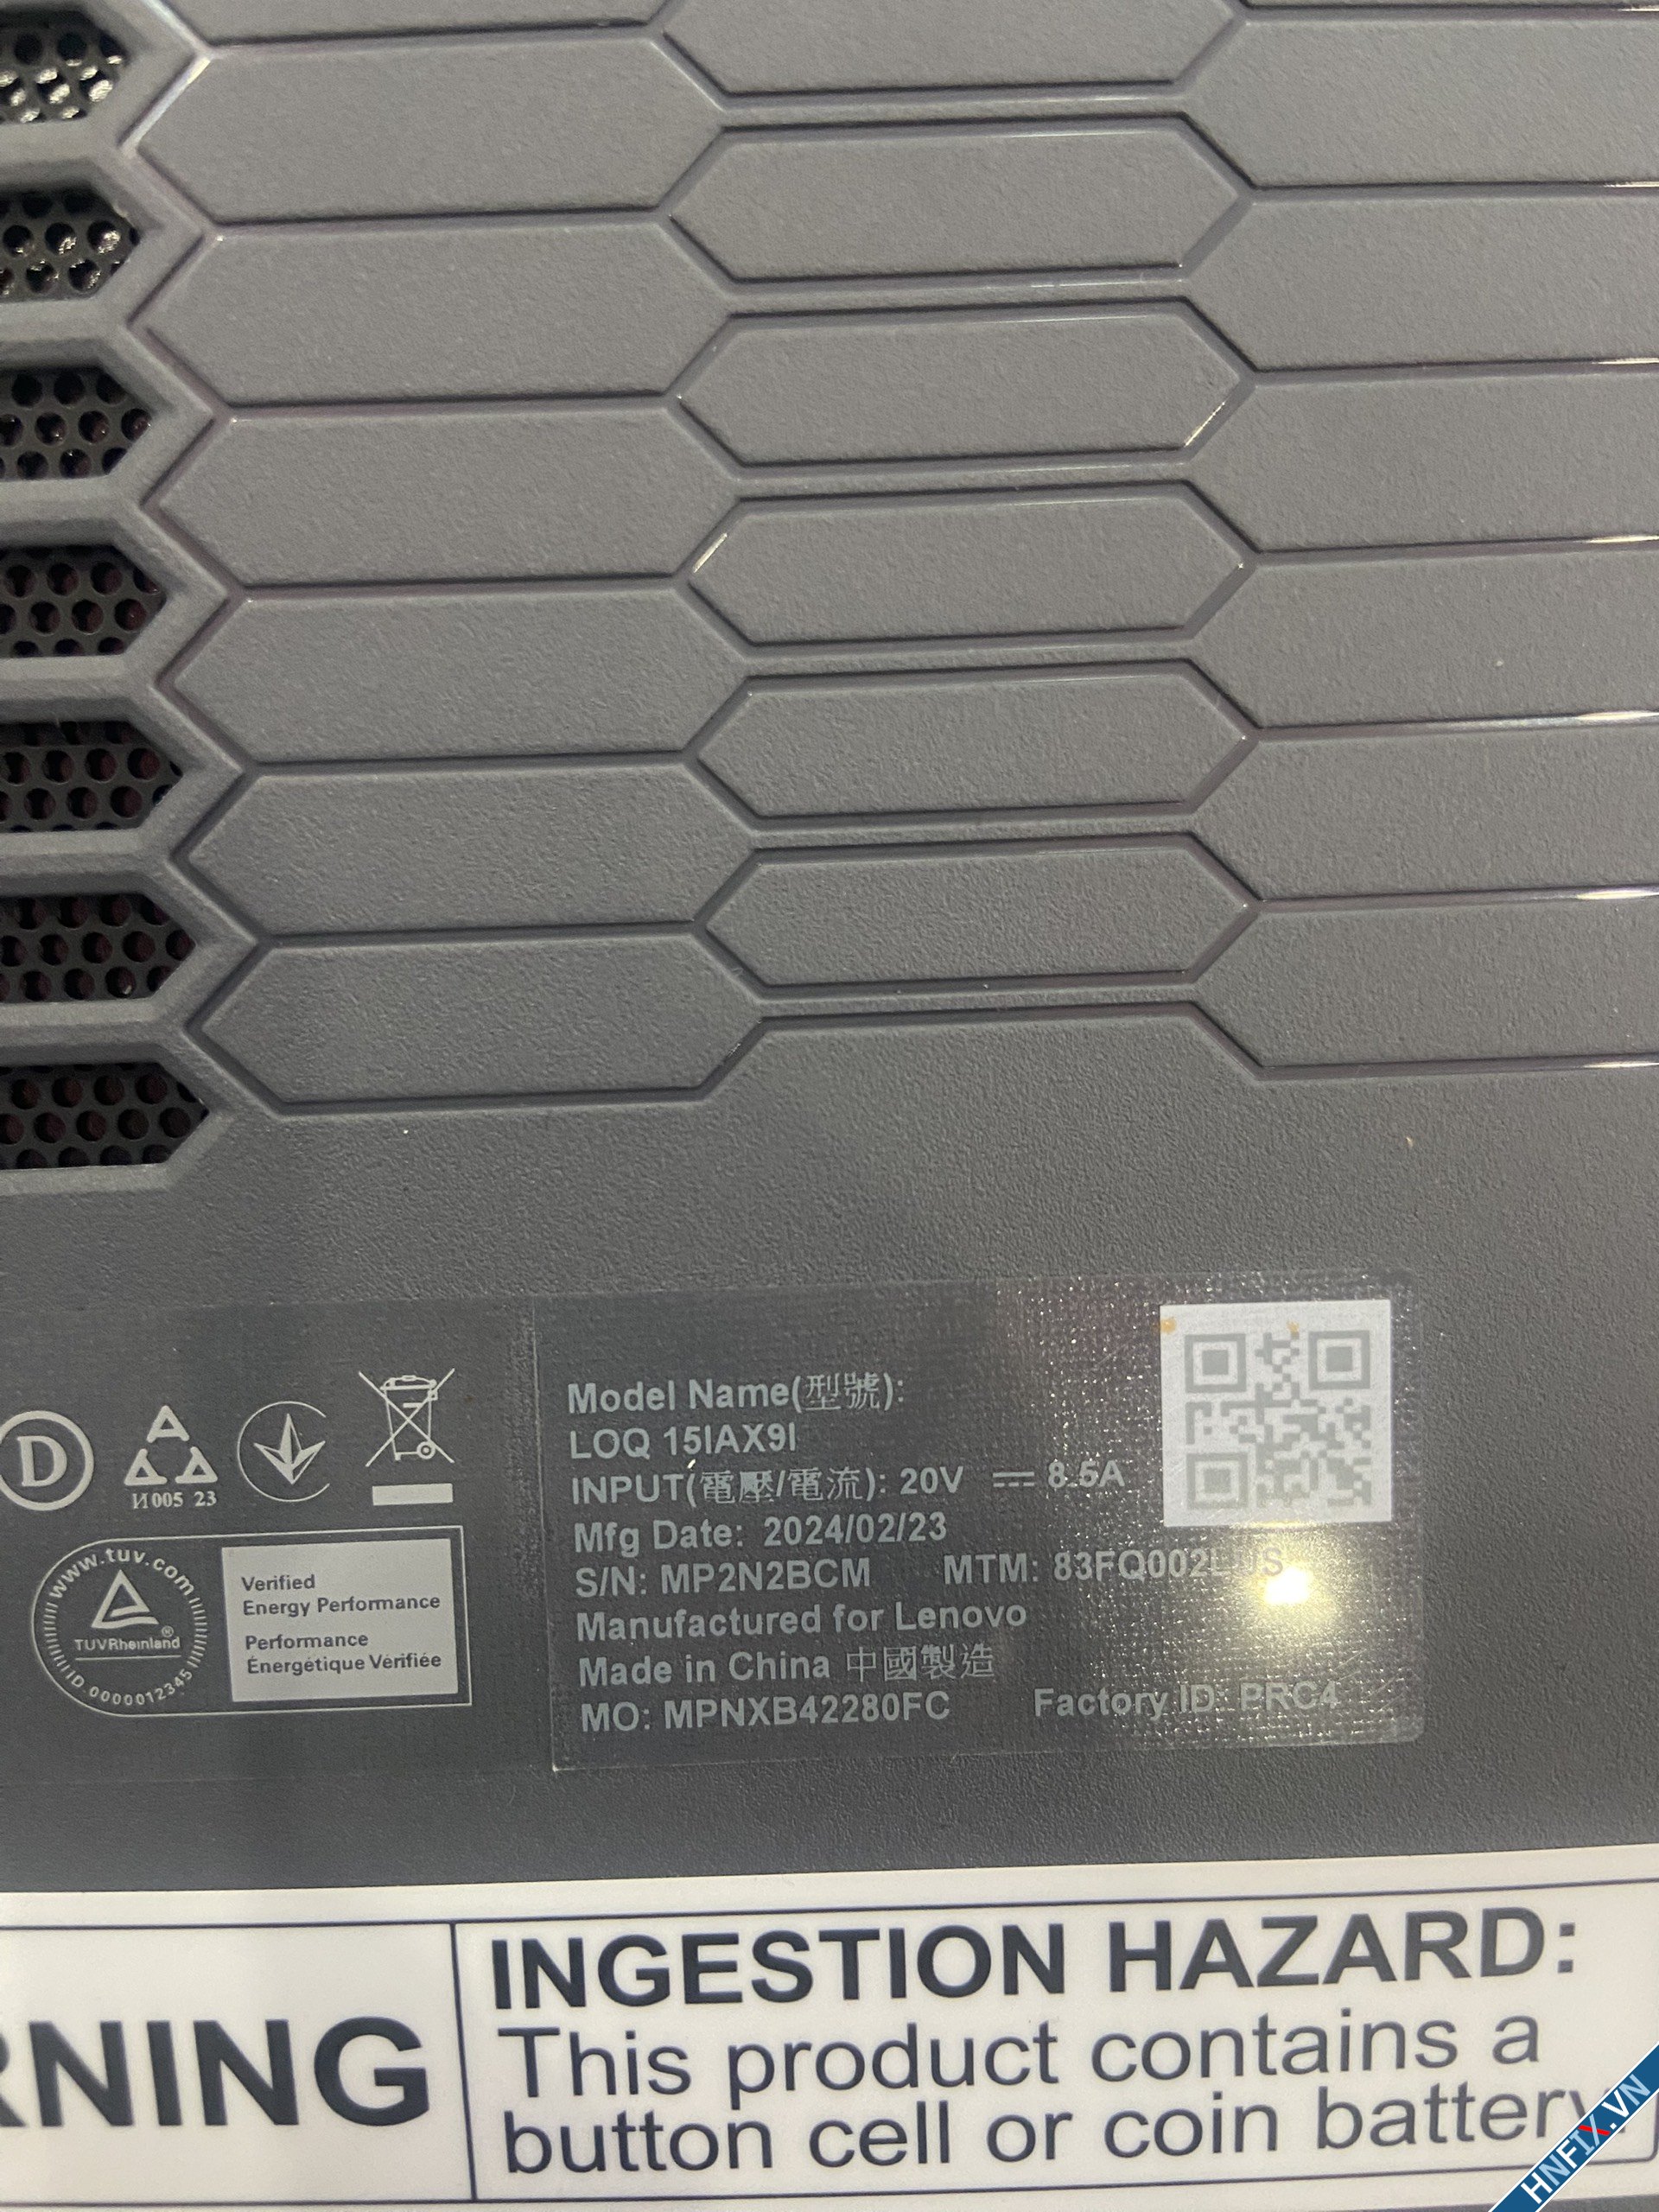 Model Name(型號):
LOQ 15IAX9I
INPUT(電壓/電流): 20V ⎓ 8.5A
Mfg Date: 2024/02/23
S/N: MP2N2BCM MTM:
Manufactured for Lenovo
Made in China 中國製造
MO: MPNXB42280FC Factory ID: PRC4
D
И005 23
www.tuv.com
TUVRheinland®
ID 0000012345
Verified
Energy Performance
Performance
Énergétique Vérifiée
RNING
INGESTION HAZARD:
This product contains a
button cell or coin battery
HNFIX.VN